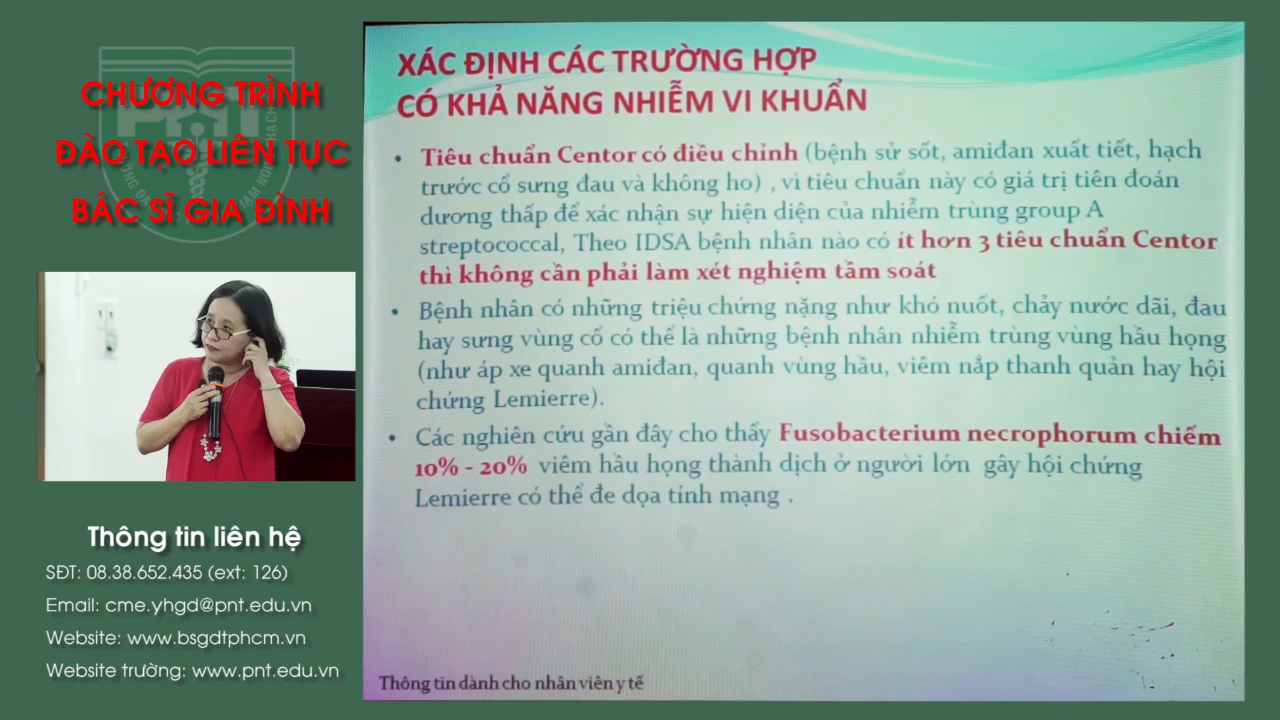 CHƯƠNG TRÌNH
ĐÀO TẠO LIÊN TỤC
BÁC SĨ GIA ĐÌNH
PNT
Thông tin liên hệ
SĐT: 08.38.652.435 (ext: 126)
Email: cme.yhgd@pnt.edu.vn
Website: www.bsgdtphcm.vn
Website trường: www.pnt.edu.vn
XÁC ĐỊNH CÁC TRƯỜNG HỢP
CÓ KHẢ NĂNG NHIỄM VI KHUẨN
• Tiêu chuẩn Centor có điều chỉnh (bệnh sử sốt, amiđan xuất tiết, hạch
trước cổ sưng đau và không ho) , vì tiêu chuẩn này có giá trị tiên đoán
dương thấp để xác nhận sự hiện diện của nhiễm trùng group A
streptococcal, Theo IDSA bệnh nhân nào có ít hơn 3 tiêu chuẩn Centor
thì không cần phải làm xét nghiệm tầm soát
• Bệnh nhân có những triệu chứng nặng như khó nuốt, chảy nước dãi, đau
hay sưng vùng cổ có thể là những bệnh nhân nhiễm trùng vùng hầu họng
(như áp xe quanh amiđan, quanh vùng hầu, viêm nắp thanh quản hay hội
chứng Lemierre).
• Các nghiên cứu gần đây cho thấy Fusobacterium necrophorum chiếm
10% - 20% viêm hầu họng thành dịch ở người lớn gây hội chứng
Lemierre có thể đe dọa tính mạng .
Thông tin dành cho nhân viên y tế